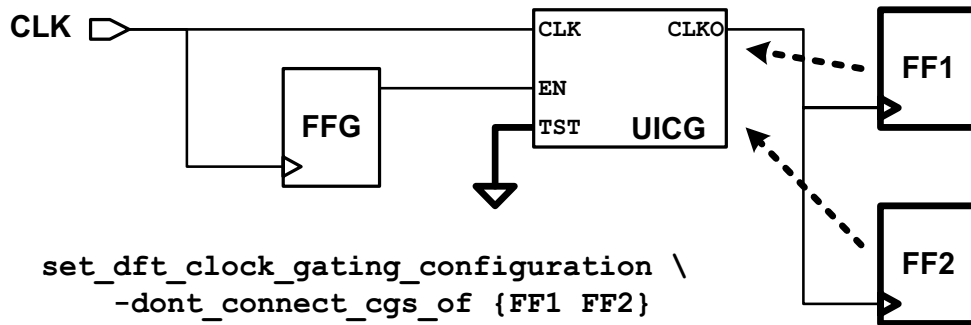 CLK
CLK CLKO
FF1
EN
FFG
TST UICG
FF2
set_dft_clock_gating_configuration \
-dont_connect_cgs_of {FF1 FF2}